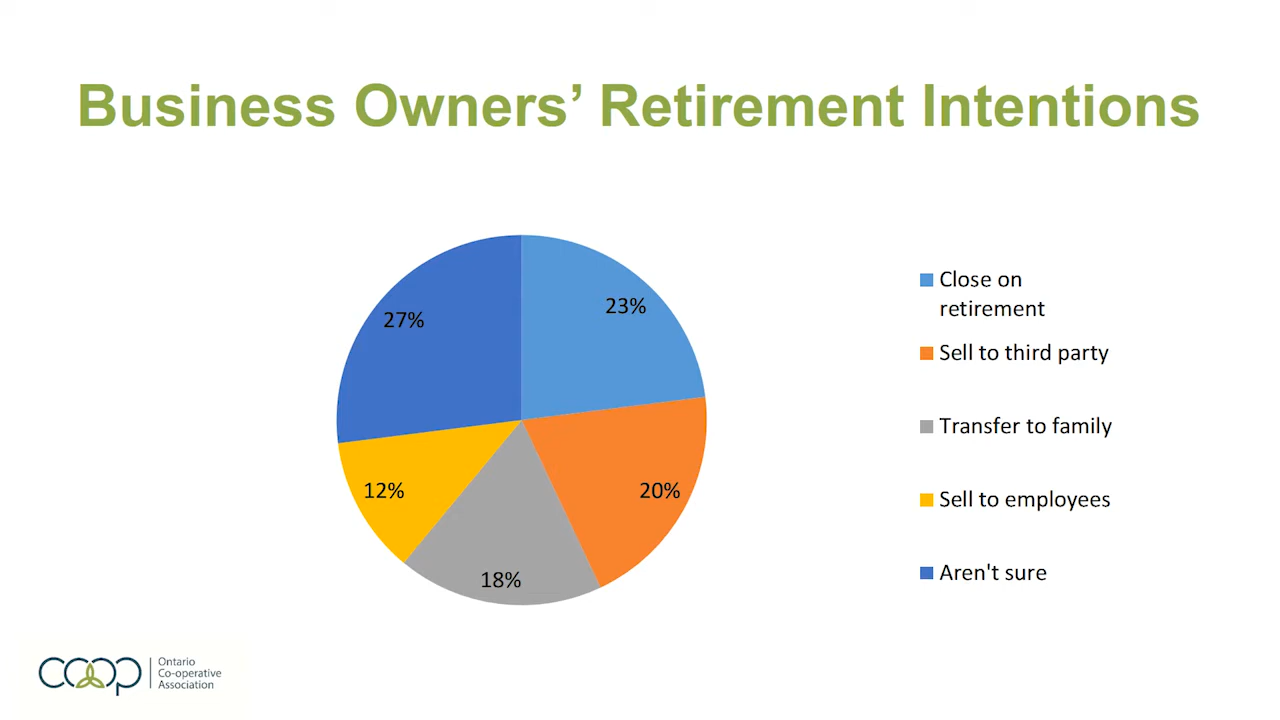 Business Owners’ Retirement Intentions
23%
27%
12%
20%
18%
Close on
retirement
Sell to third party
Transfer to family
Sell to employees
Aren't sure
COOP
Ontario
Co-operative
Association